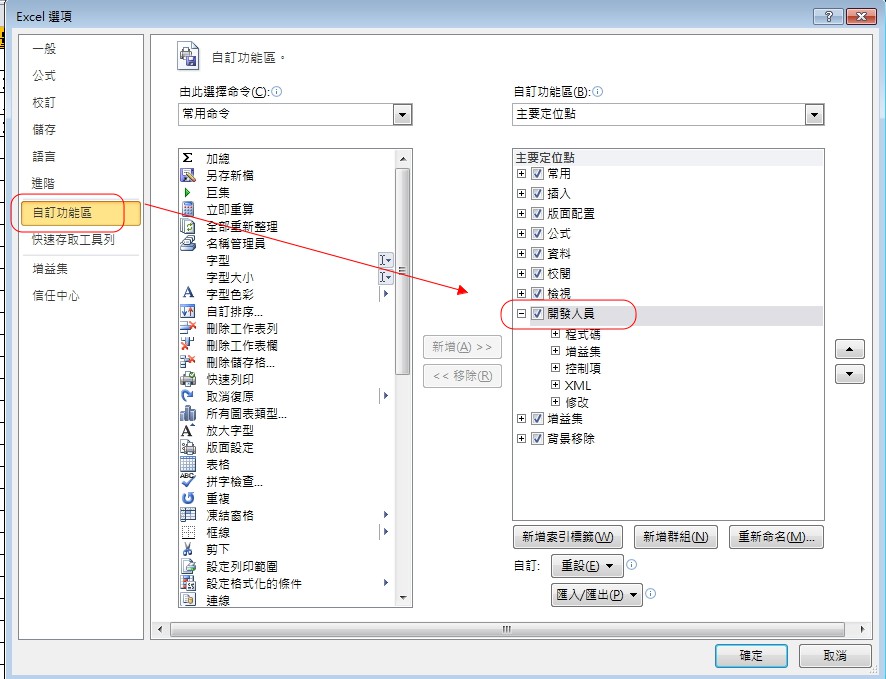 Excel 選項
一般
公式
校訂
儲存
語言
進階
自訂功能區
快速存取工具列
增益集
信任中心
自訂功能區。
由此選擇命令(C):
常用命令
加總
另存新檔
巨集
立即重算
全部重新整理
名稱管理員
字型
字型大小
字型色彩
自訂排序...
刪除工作表列
刪除工作表欄
刪除儲存格...
快速列印
取消復原
所有圖表類型...
放大字型
版面設定
表格
拼字檢查...
重複
凍結窗格
框線
剪下
設定列印範圍
設定格式化的條件
連線
新增(A) >>
<< 移除(R)
自訂功能區(B):
主要定位點
主要定位點
常用
插入
版面配置
公式
資料
校閱
檢視
開發人員
程式碼
增益集
控制項
XML
修改
增益集
背景移除
新增索引標籤(W)
新增群組(N)
重新命名(M)...
自訂:
重設(E)
匯入/匯出(P)
確定
取消